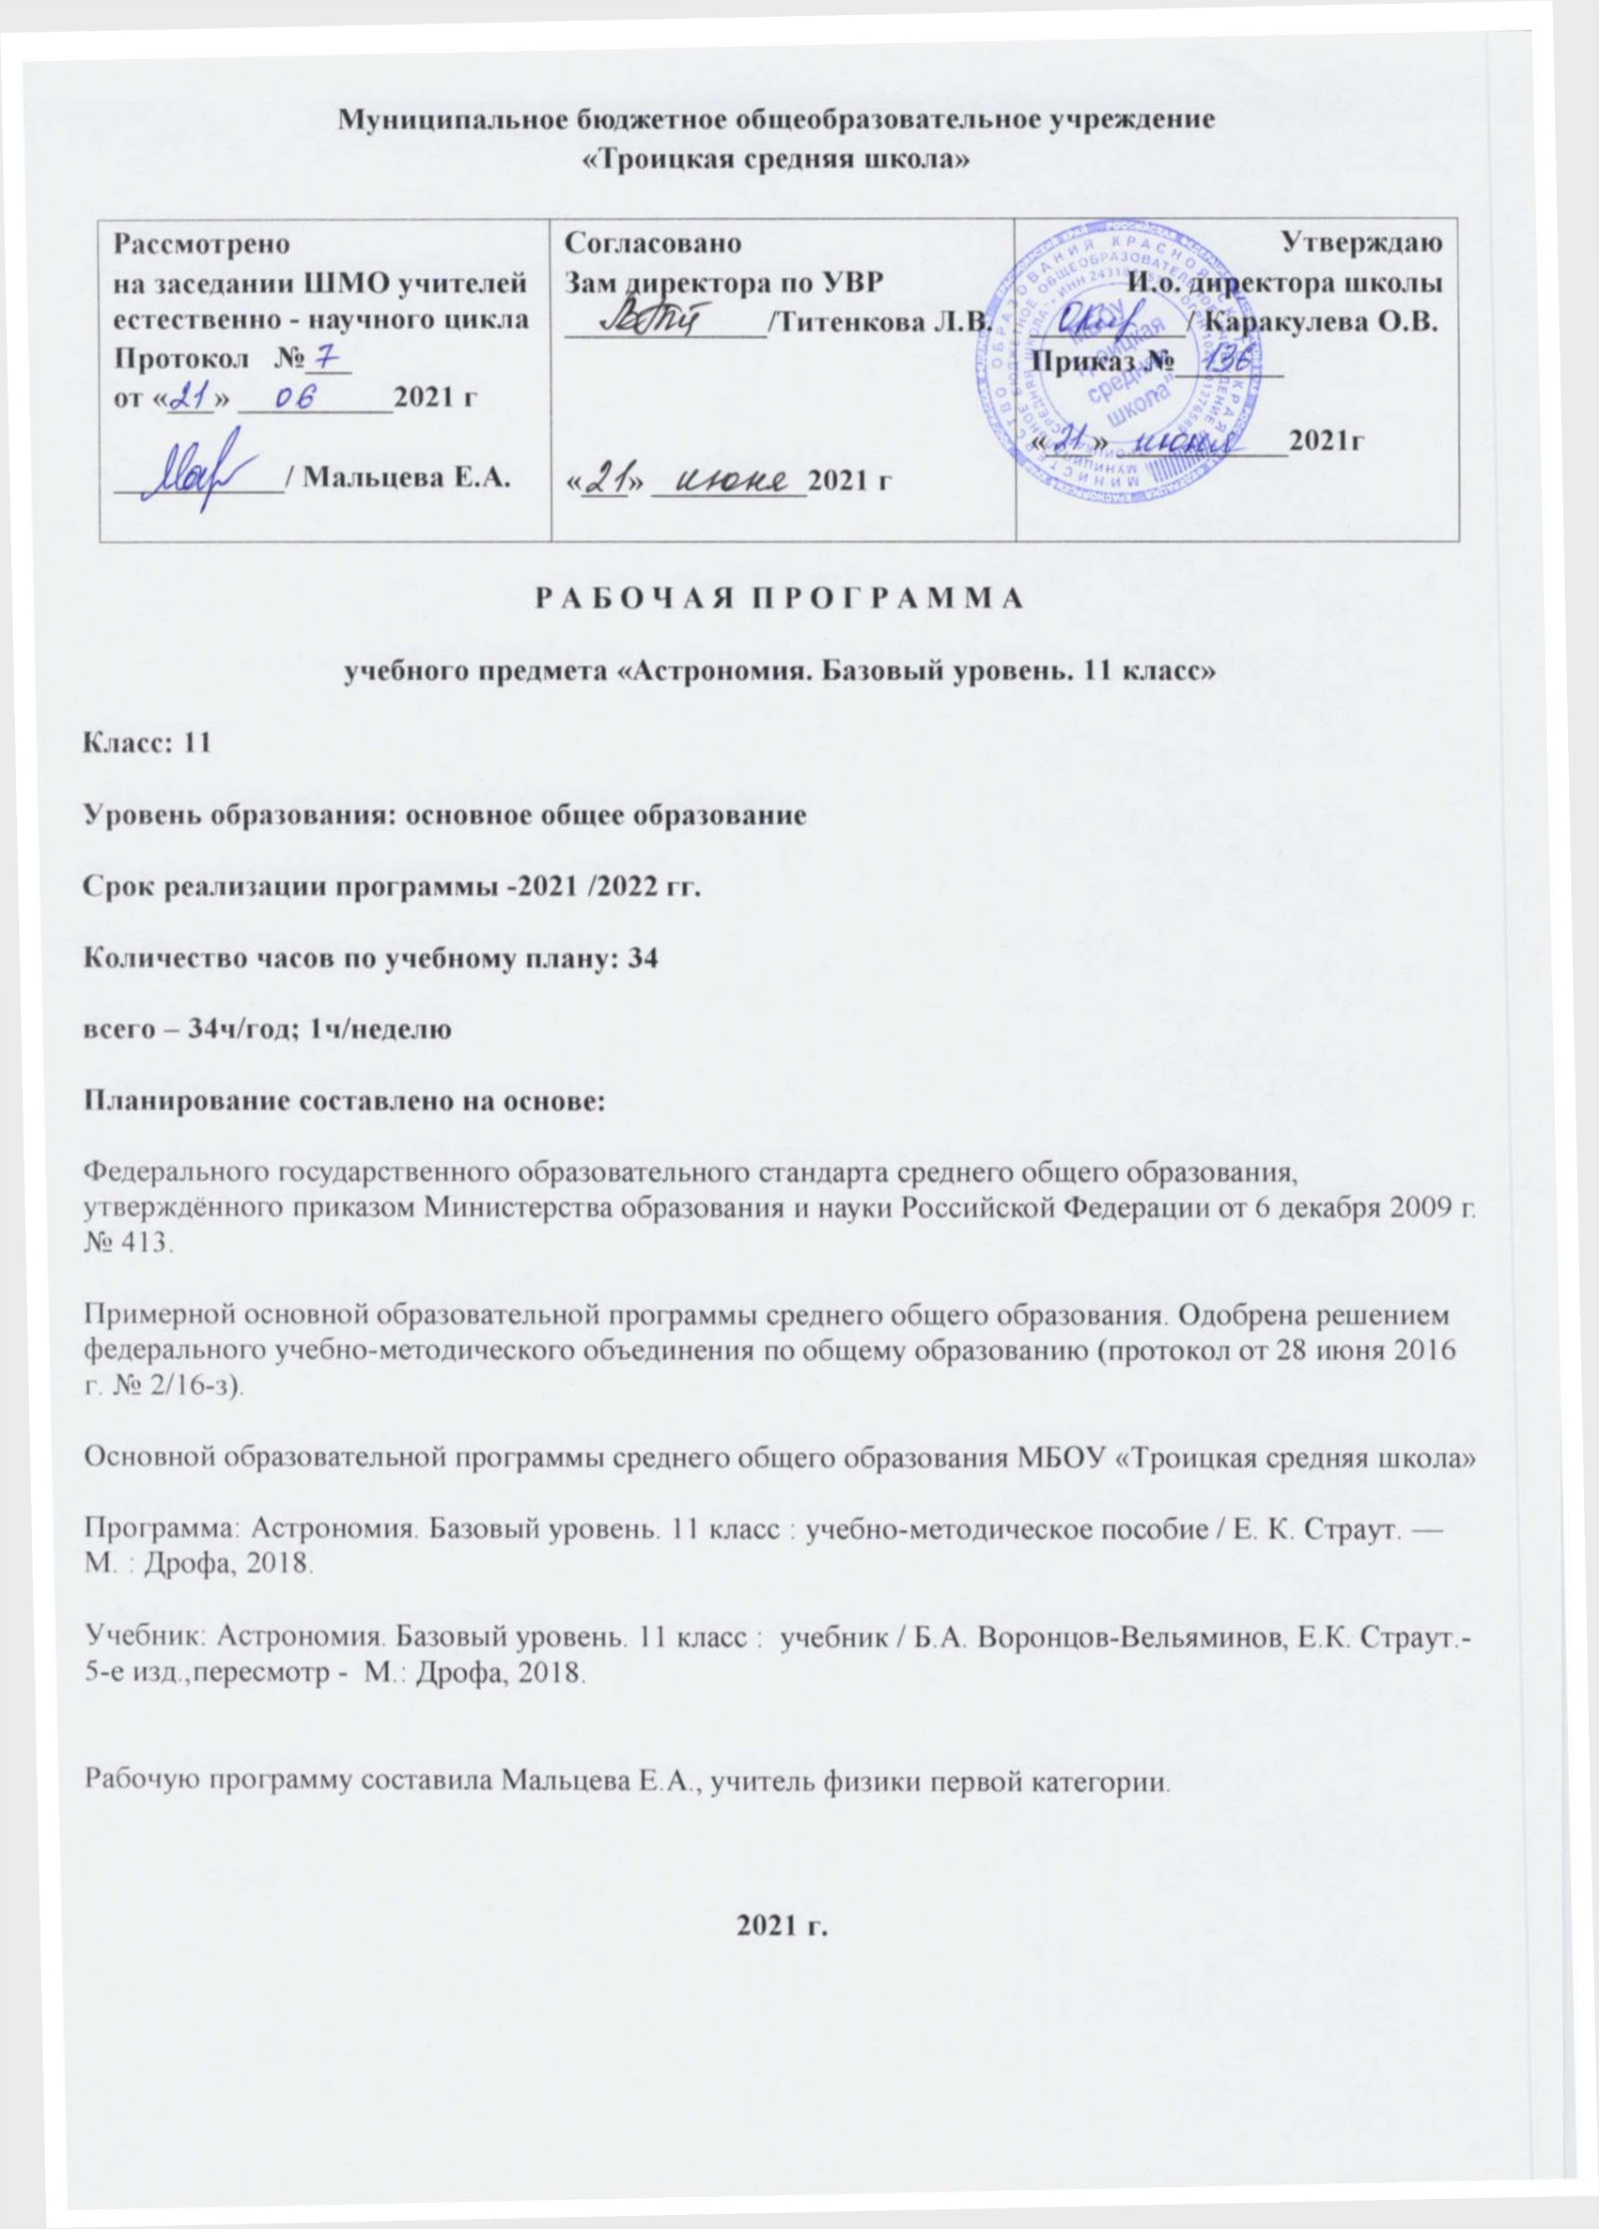 Муниципальное бюджетное общеобразовательное учреждение
«Троицкая средняя школа»
Рассмотрено
на заседании ШМО учителей
естественно - научного цикла
Протокол № 7
от «21» 06 2021 г
/ Мальцева Е.А.
Согласовано
Зам директора по УВР
/Титенкова Л.В.
«21» июня 2021 г
Утверждаю
И.о. директора школы
/ Каракулева О.В.
Приказ № 136
«21» июня 2021г
Троицкая
средняя
школа"
Р А Б О Ч А Я П Р О Г Р А М М А
учебного предмета «Астрономия. Базовый уровень. 11 класс»
Класс: 11
Уровень образования: основное общее образование
Срок реализации программы -2021 /2022 гг.
Количество часов по учебному плану: 34
всего – 34ч/год; 1ч/неделю
Планирование составлено на основе:
Федерального государственного образовательного стандарта среднего общего образования,
утверждённого приказом Министерства образования и науки Российской Федерации от 6 декабря 2009 г.
№ 413.
Примерной основной образовательной программы среднего общего образования. Одобрена решением
федерального учебно-методического объединения по общему образованию (протокол от 28 июня 2016
г. № 2/16-з).
Основной образовательной программы среднего общего образования МБОУ «Троицкая средняя школа»
Программа: Астрономия. Базовый уровень. 11 класс : учебно-методическое пособие / Е. К. Страут. —
М. : Дрофа, 2018.
Учебник: Астрономия. Базовый уровень. 11 класс : учебник / Б.А. Воронцов-Вельяминов, Е.К. Страут.-
5-е изд.,пересмотр - М.: Дрофа, 2018.
Рабочую программу составила Мальцева Е.А., учитель физики первой категории.
2021 г.